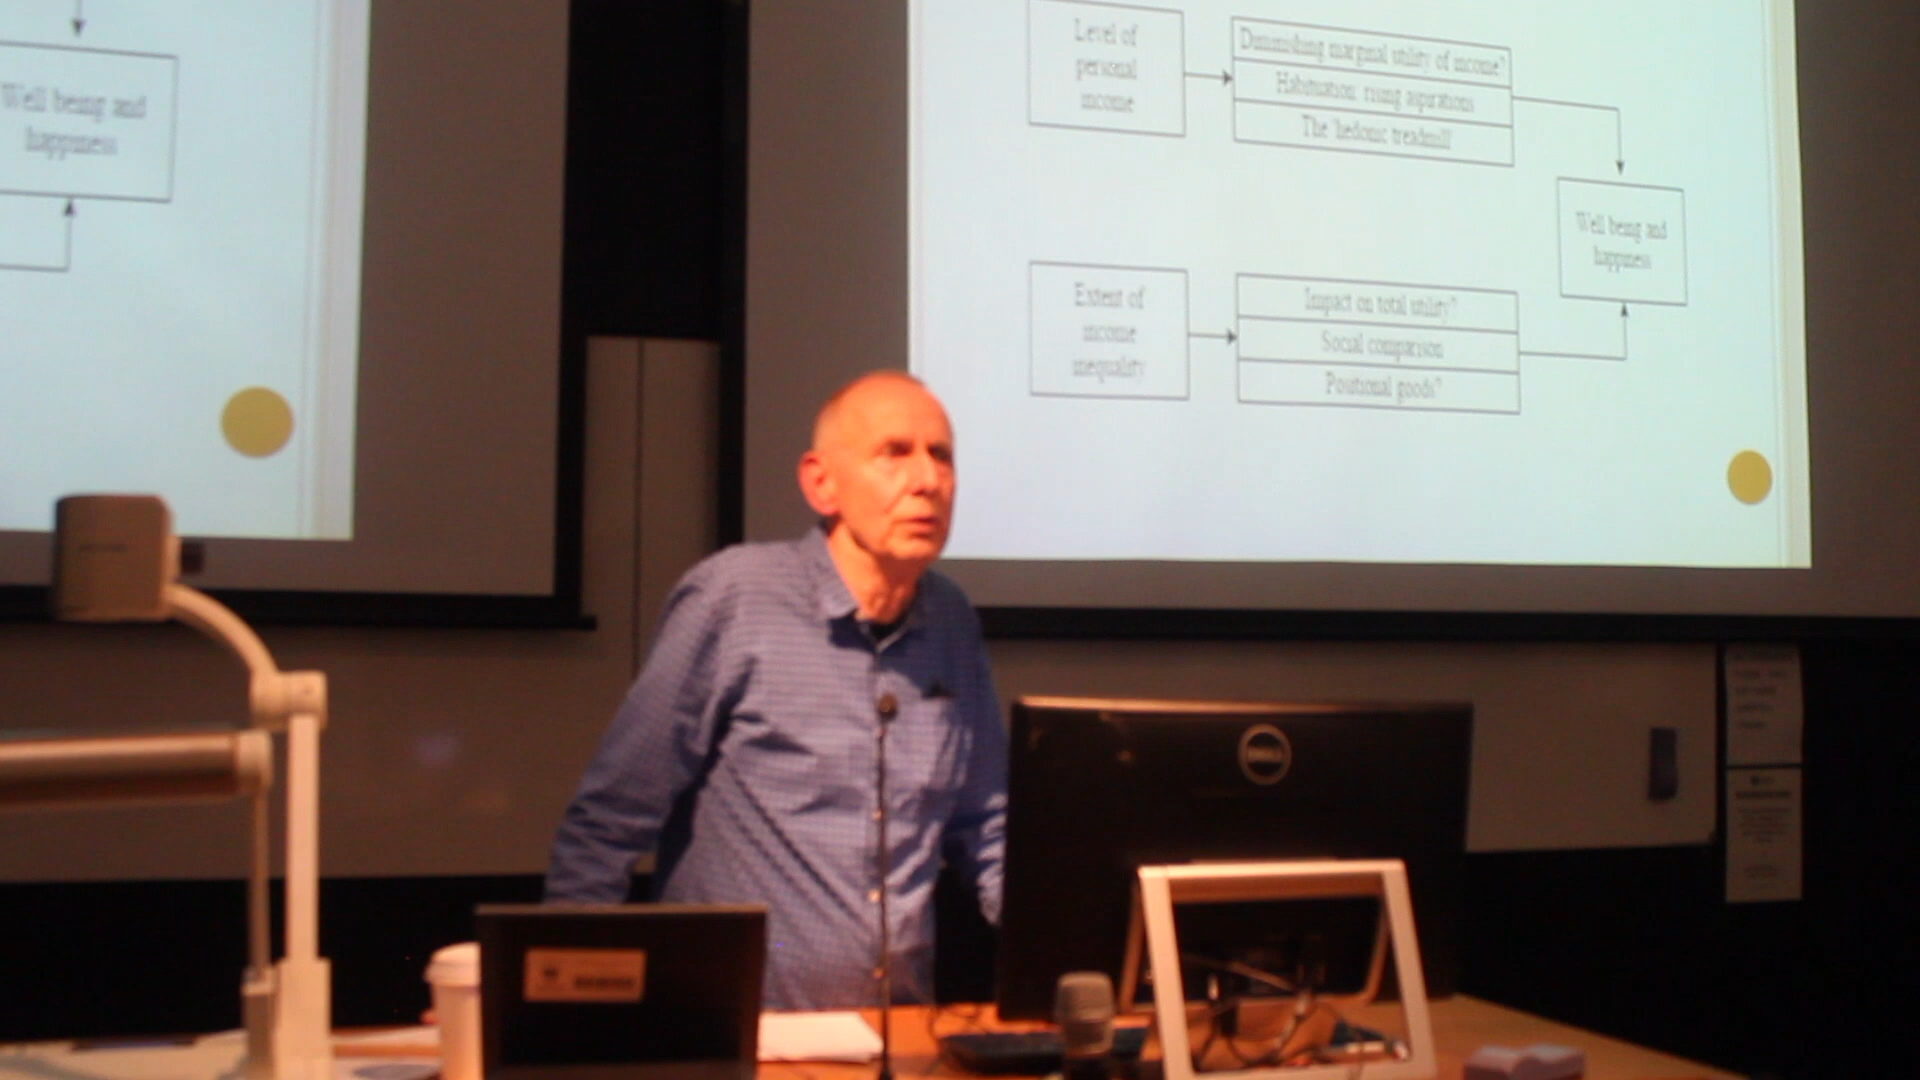 Well being and
happiness
Level of
personal
income
Diminishing marginal utility of income?
Habituation: rising aspirations
The 'hedonic treadmill'
Well being and
happiness
Extent of
income
inequality
Impact on total utility?
Social comparison
Positional goods?
DELL